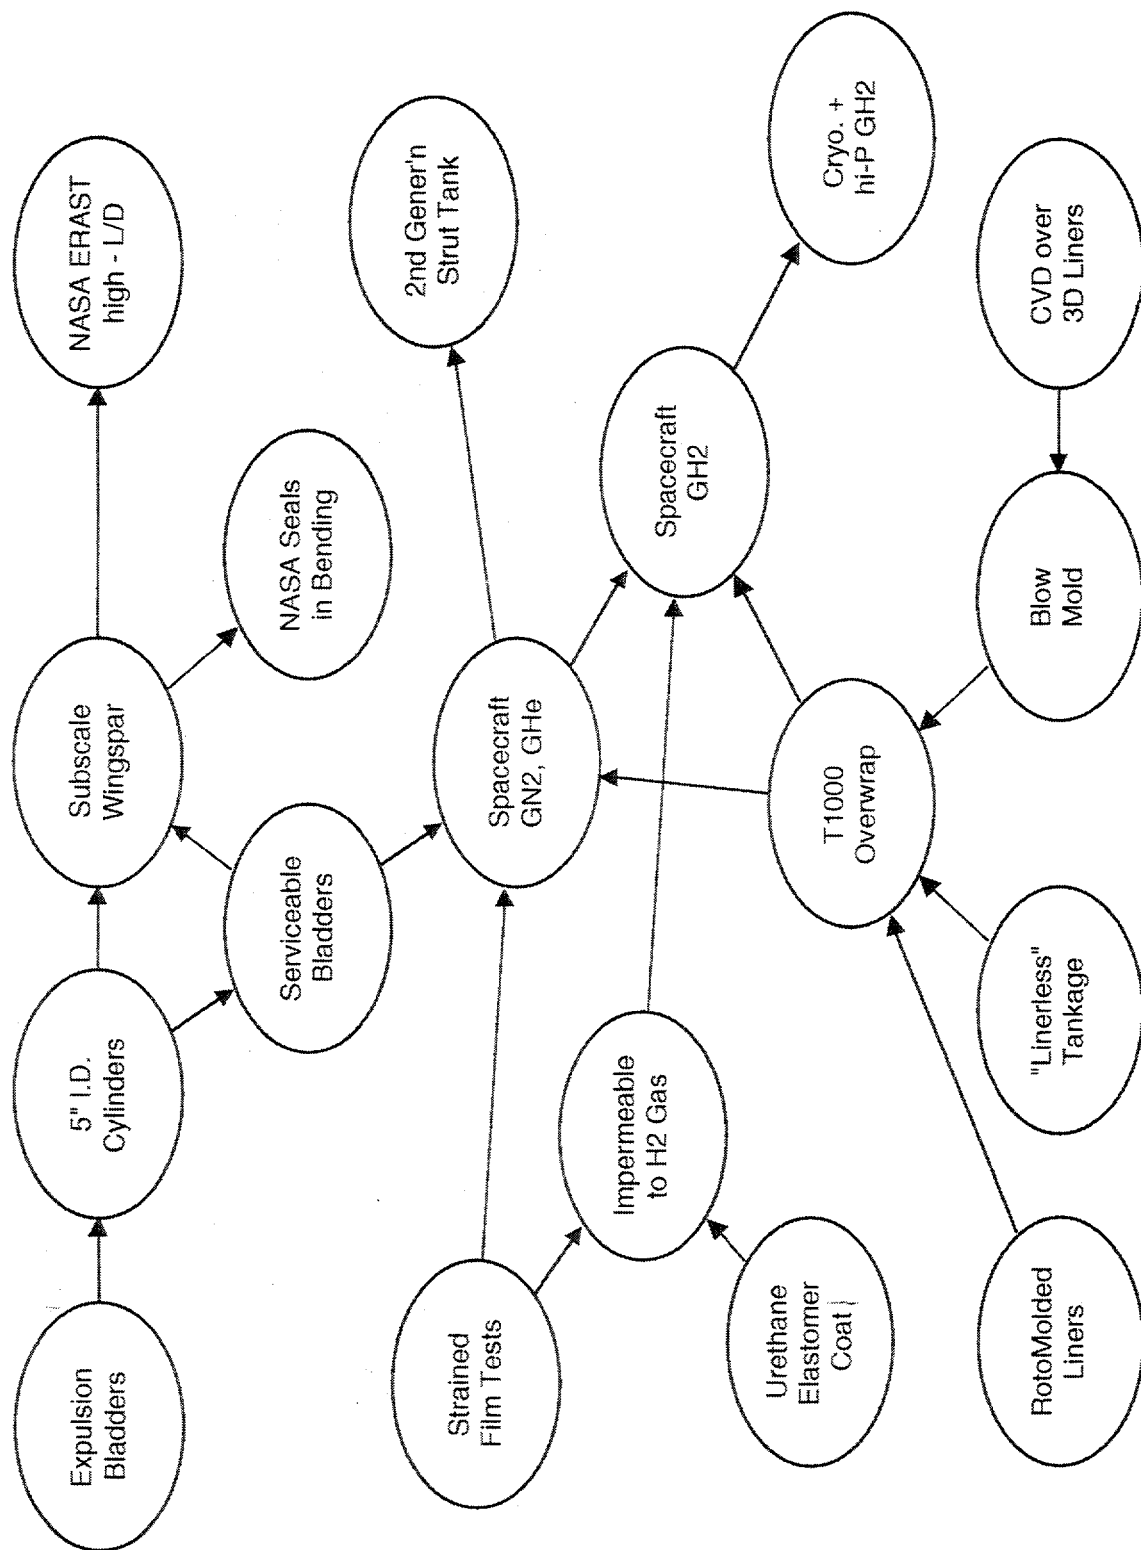 Expulsion
Bladders
5" I.D.
Cylinders
Subscale
Wingspar
NASA ERAST
high - L/D
Serviceable
Bladders
NASA Seals
in Bending
Strained
Film Tests
Spacecraft
GN2, GHe
2nd Gener'n
Strut Tank
Impermeable
to H2 Gas
Spacecraft
GH2
Urethane
Elastomer
Coat
T1000
Overwrap
Cryo. +
hi-P GH2
RotoMolded
Liners
"Linerless"
Tankage
Blow
Mold
CVD over
3D Liners